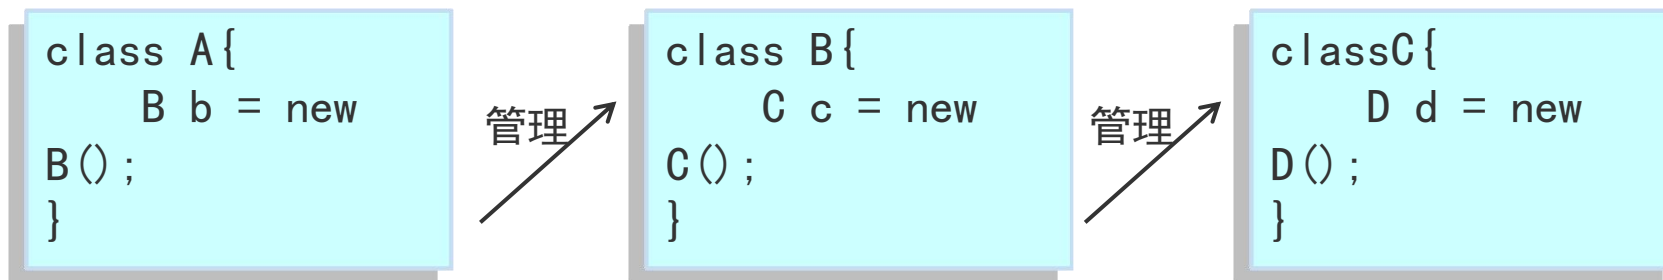 class A{
B b = new
B();
}
管理
class B{
C c = new
C();
}
管理
classC{
D d = new
D();
}